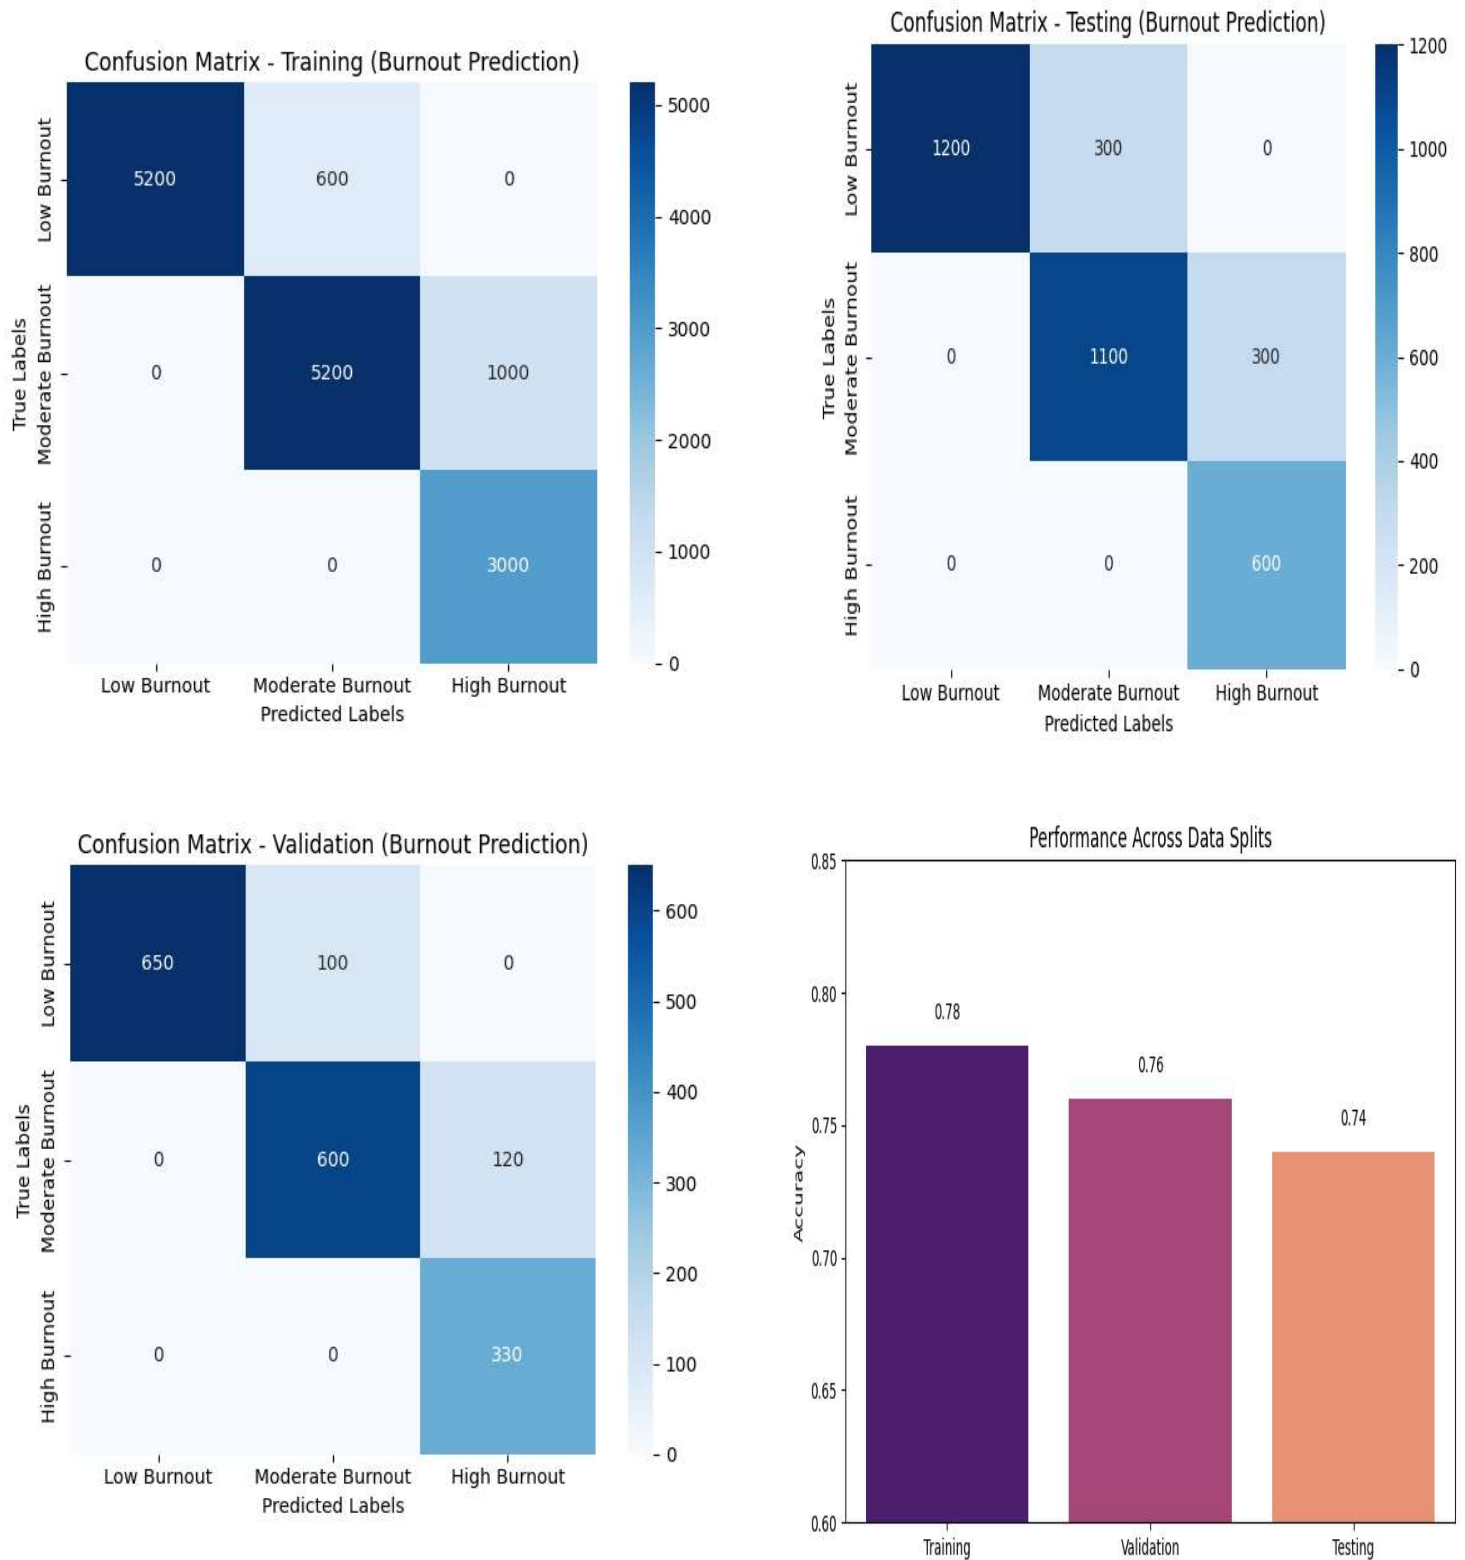 Confusion Matrix - Training (Burnout Prediction)
True Labels
Low Burnout
Moderate Burnout
High Burnout
5200 600 0
0 5200 1000
0 0 3000
Low Burnout Moderate Burnout High Burnout
Predicted Labels
5000
4000
3000
2000
1000
0
Confusion Matrix - Testing (Burnout Prediction)
True Labels
Low Burnout
Moderate Burnout
High Burnout
1200 300 0
0 1100 300
0 0 600
Low Burnout Moderate Burnout High Burnout
Predicted Labels
1200
1000
800
600
400
200
0
Confusion Matrix - Validation (Burnout Prediction)
True Labels
Low Burnout
Moderate Burnout
High Burnout
650 100 0
0 600 120
0 0 330
Low Burnout Moderate Burnout High Burnout
Predicted Labels
600
500
400
300
200
100
0
Performance Across Data Splits
Accuracy
0.85
0.80
0.75
0.70
0.65
0.60
0.78
0.76
0.74
Training Validation Testing